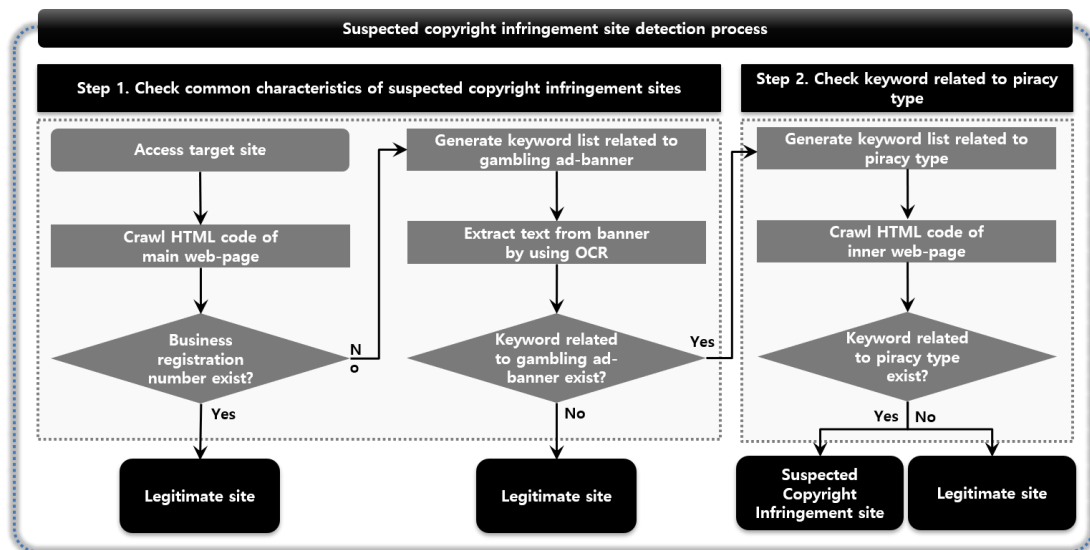 Suspected copyright infringement site detection process
Step 1. Check common characteristics of suspected copyright infringement sites
Access target site
Crawl HTML code of
main web-page
Business
registration
number exist?
N
o
Yes
Legitimate site
Generate keyword list related to
gambling ad-banner
Extract text from banner
by using OCR
Keyword related
to gambling ad-
banner exist?
Yes
No
Legitimate site
Step 2. Check keyword related to piracy
type
Generate keyword list related to
piracy type
Crawl HTML code of
inner web-page
Keyword related
to piracy type
exist?
Yes
No
Suspected
Copyright
Infringement site
Legitimate site